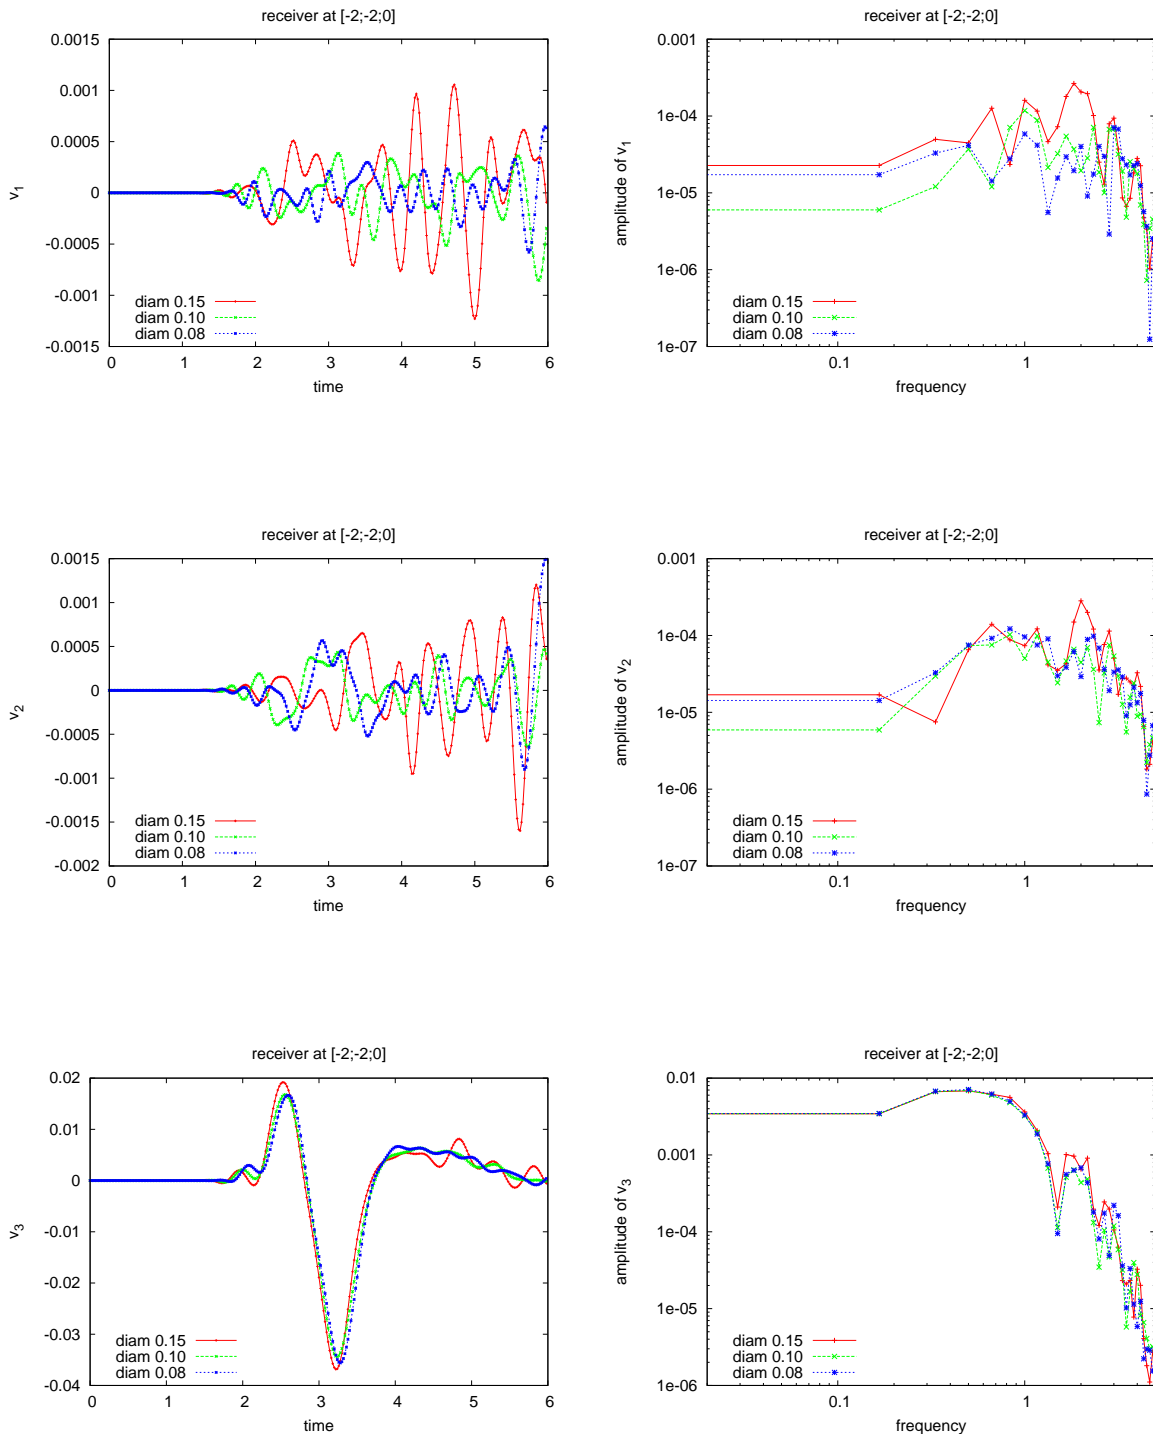 receiver at [-2;-2;0]
0.0015
0.001
0.0005
0
-0.0005
-0.001
-0.0015
v1
diam 0.15
diam 0.10
diam 0.08
0 1 2 3 4 5 6
time
receiver at [-2;-2;0]
0.001
1e-04
1e-05
1e-06
1e-07
amplitude of v1
diam 0.15
diam 0.10
diam 0.08
0.1 1
frequency
receiver at [-2;-2;0]
0.0015
0.001
0.0005
0
-0.0005
-0.001
-0.0015
-0.002
v2
diam 0.15
diam 0.10
diam 0.08
0 1 2 3 4 5 6
time
receiver at [-2;-2;0]
0.001
1e-04
1e-05
1e-06
1e-07
amplitude of v2
diam 0.15
diam 0.10
diam 0.08
0.1 1
frequency
receiver at [-2;-2;0]
0.02
0.01
0
-0.01
-0.02
-0.03
-0.04
v3
diam 0.15
diam 0.10
diam 0.08
0 1 2 3 4 5 6
time
receiver at [-2;-2;0]
0.01
0.001
1e-04
1e-05
1e-06
amplitude of v3
diam 0.15
diam 0.10
diam 0.08
0.1 1
frequency